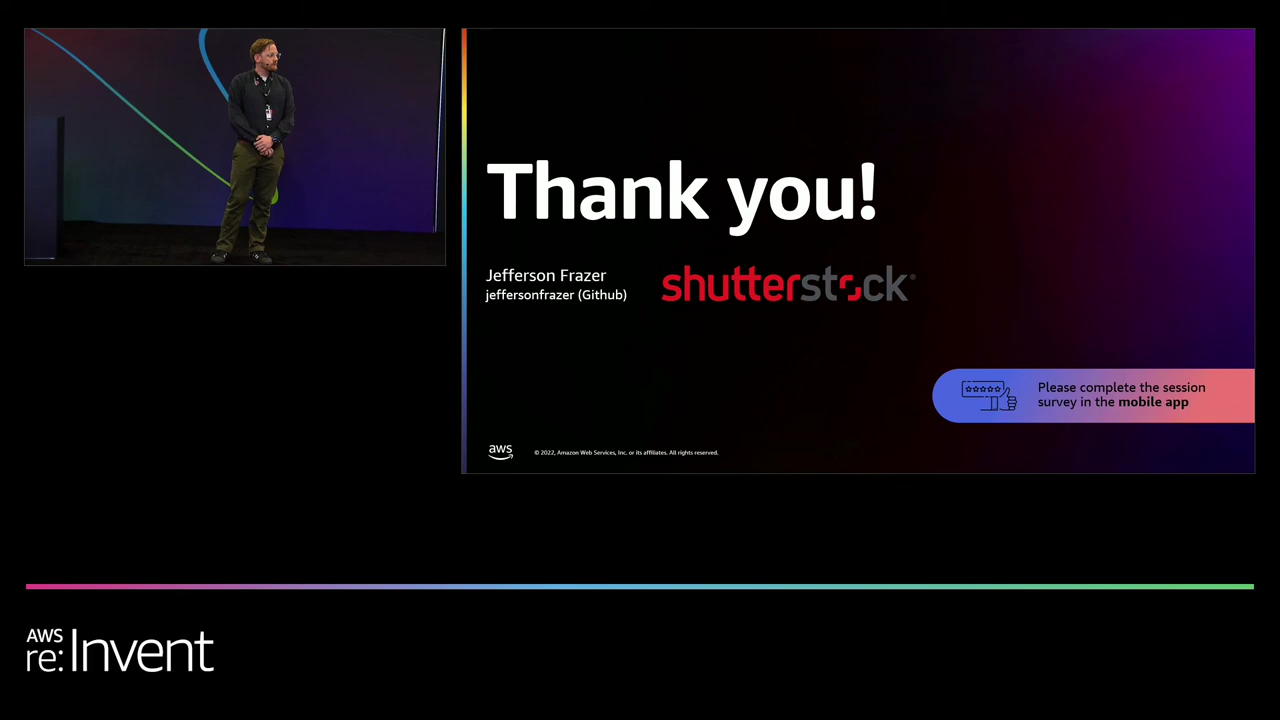 Thank you!
Jefferson Frazer
jeffersonfrazer (Github)
shutterstock®
Please complete the session
survey in the mobile app
aws
© 2022, Amazon Web Services, Inc. or its affiliates. All rights reserved.
AWS
re:Invent